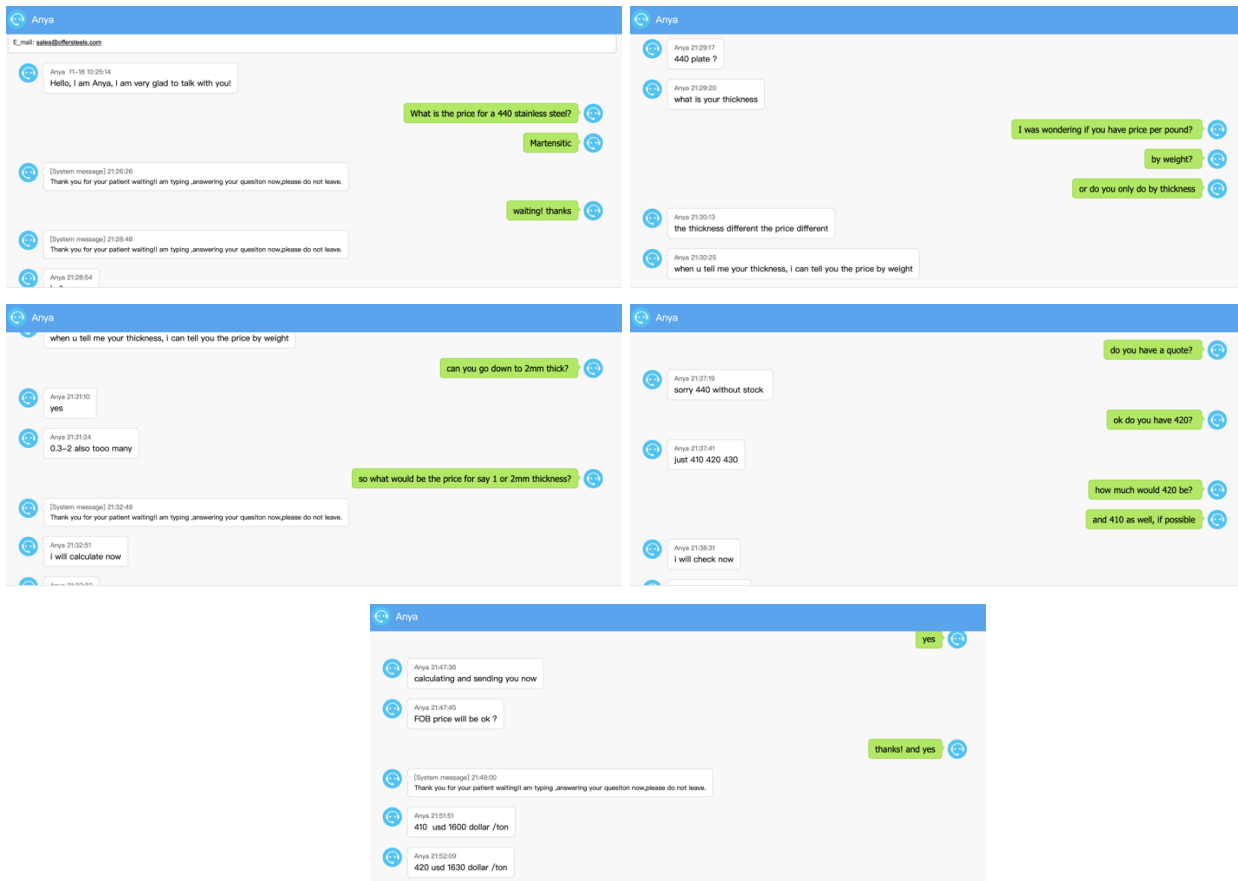 Anya
E_mail: sales@offersteels.com
Anya 11-18 10:25:14
Hello, I am Anya, I am very glad to talk with you!
What is the price for a 440 stainless steel?
Martensitic
[System message] 21:26:26
Thank you for your patient waiting!I am typing ,answering your quesiton now,please do not leave.
waiting! thanks
[System message] 21:28:48
Thank you for your patient waiting!I am typing ,answering your quesiton now,please do not leave.
Anya 21:28:54
Anya
Anya 21:29:17
440 plate ?
Anya 21:29:20
what is your thickness
I was wondering if you have price per pound?
by weight?
or do you only do by thickness
Anya 21:30:13
the thickness different the price different
Anya 21:30:25
when u tell me your thickness, i can tell you the price by weight
Anya
when u tell me your thickness, i can tell you the price by weight
can you go down to 2mm thick?
Anya 21:31:10
yes
Anya 21:31:24
0.3-2 also tooo many
so what would be the price for say 1 or 2mm thickness?
[System message] 21:32:49
Thank you for your patient waiting!I am typing ,answering your quesiton now,please do not leave.
Anya 21:32:51
i will calculate now
Anya
do you have a quote?
Anya 21:37:19
sorry 440 without stock
ok do you have 420?
Anya 21:37:41
just 410 420 430
how much would 420 be?
and 410 as well, if possible
Anya 21:38:31
i will check now
Anya
yes
Anya 21:47:36
calculating and sending you now
Anya 21:47:45
FOB price will be ok ?
thanks! and yes
[System message] 21:49:00
Thank you for your patient waiting!I am typing ,answering your quesiton now,please do not leave.
Anya 21:51:51
410 usd 1600 dollar /ton
Anya 21:52:09
420 usd 1630 dollar /ton